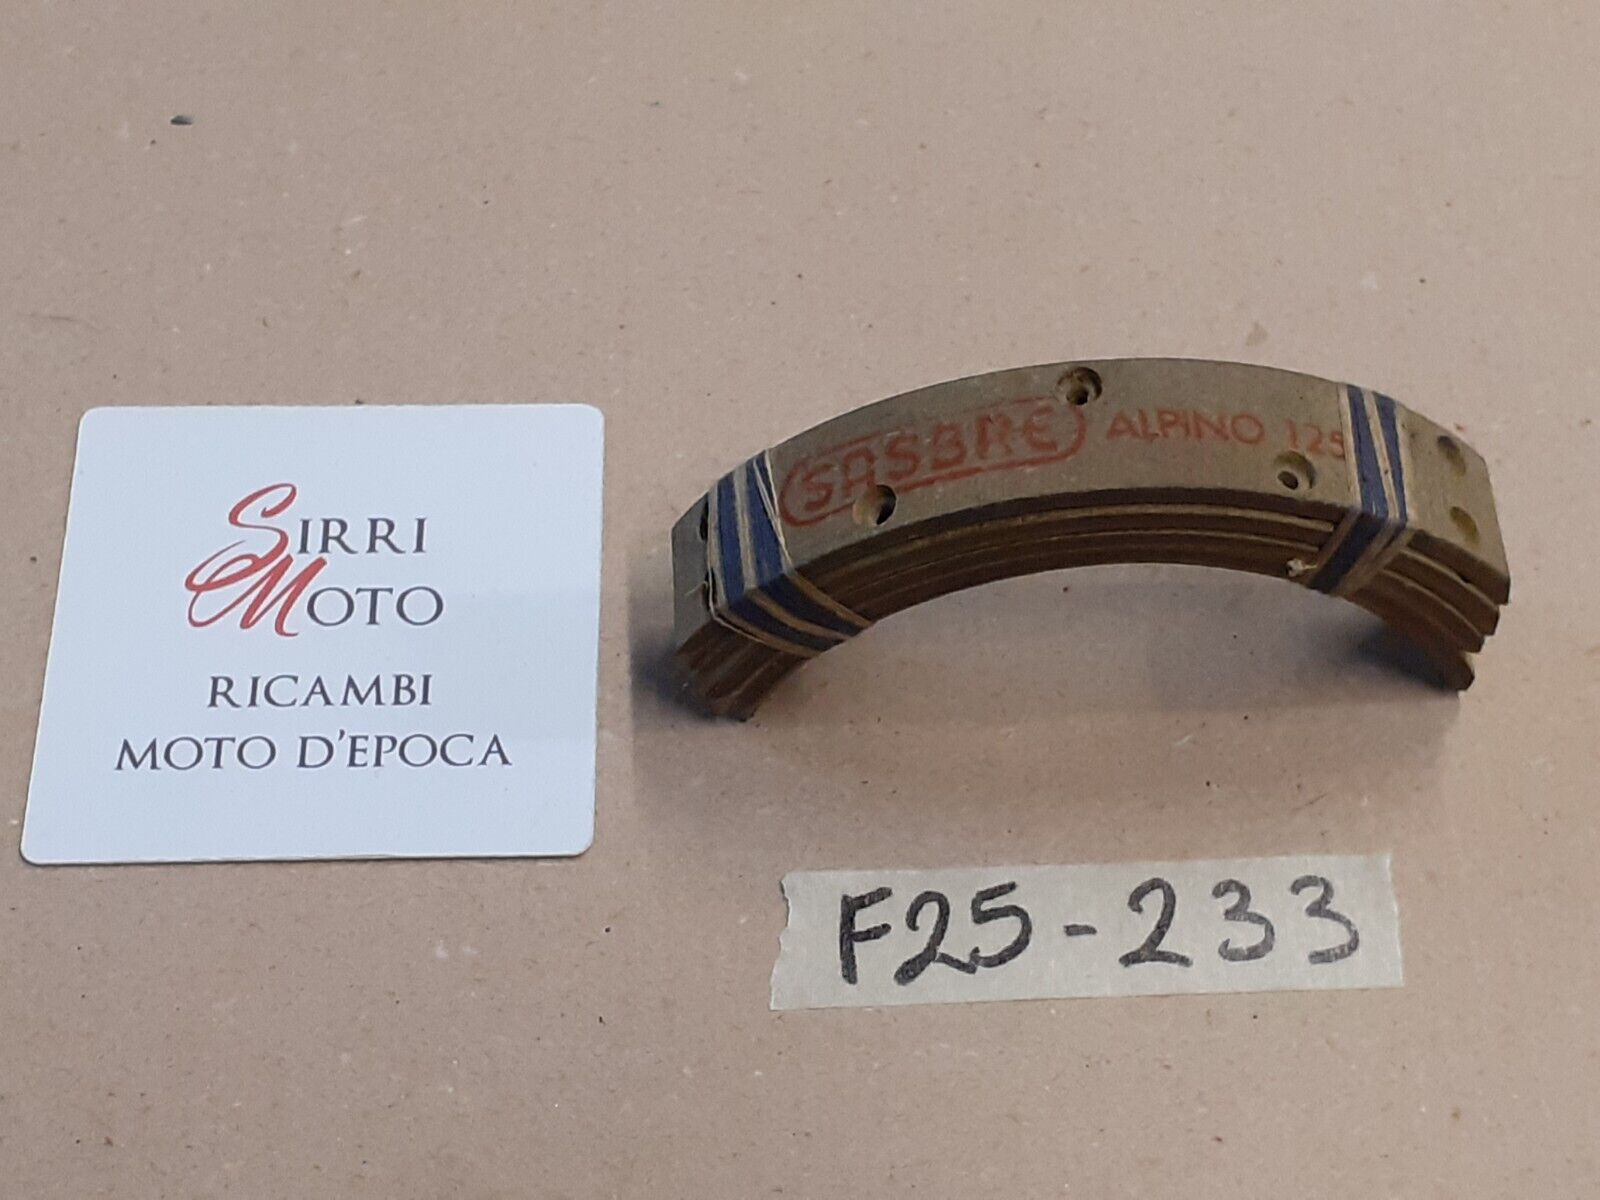 SIRRI
MOTO
RICAMBI
MOTO D'EPOCA
SASBRE ALPINO 125
F25-233